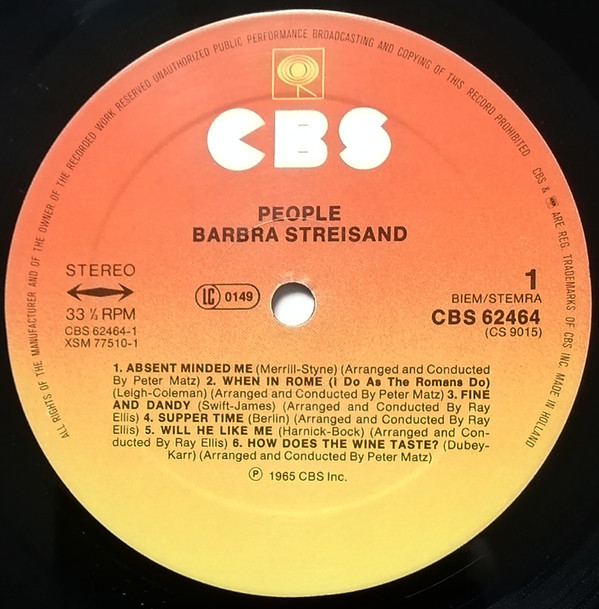 ALL RIGHTS OF THE MANUFACTURER AND OF THE OWNER OF THE RECORDED WORK RESERVED UNAUTHORIZED PUBLIC PERFORMANCE BROADCASTING AND COPYING OF THIS RECORD PROHIBITED
CBS & ARE REG. TRADEMARKS OF CBS INC. MADE IN HOLLAND
CBS
PEOPLE
BARBRA STREISAND
STEREO
33 ⅓ RPM
CBS 62464-1
XSM 77510-1
LC 0149
1
BIEM/STEMRA
CBS 62464
(CS 9015)
1. ABSENT MINDED ME (Merrill-Styne) (Arranged and Conducted
By Peter Matz) 2. WHEN IN ROME (I Do As The Romans Do)
(Leigh-Coleman) (Arranged and Conducted By Peter Matz) 3. FINE
AND DANDY (Swift-James) (Arranged and Conducted By Ray
Ellis) 4. SUPPER TIME (Berlin) (Arranged and Conducted By Ray
Ellis) 5. WILL HE LIKE ME (Harnick-Bock) (Arranged and Con-
ducted By Ray Ellis) 6. HOW DOES THE WINE TASTE? (Dubey-
Karr) (Arranged and Conducted By Peter Matz)
℗ 1965 CBS Inc.